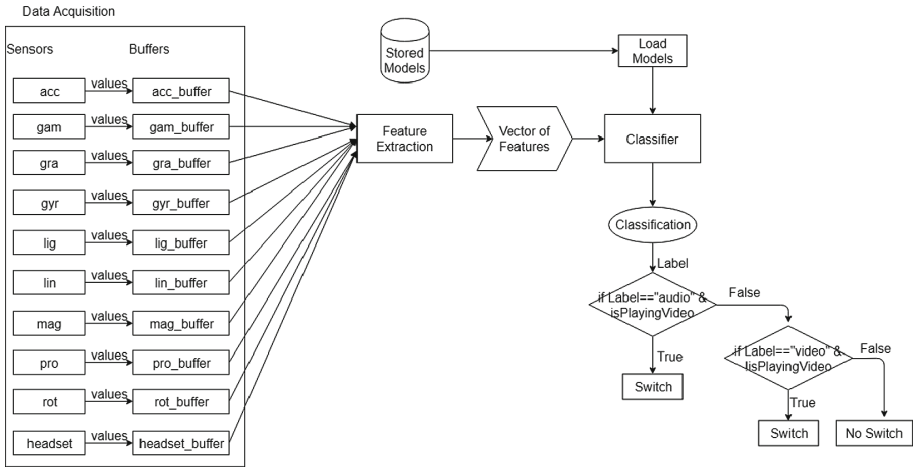 Data Acquisition
Sensors
Buffers
acc
values
acc_buffer
gam
values
gam_buffer
gra
values
gra_buffer
gyr
values
gyr_buffer
lig
values
lig_buffer
lin
values
lin_buffer
mag
values
mag_buffer
pro
values
pro_buffer
rot
values
rot_buffer
headset
values
headset_buffer
Feature
Extraction
Vector of
Features
Stored
Models
Load
Models
Classifier
Classification
Label
if Label=="audio" &
isPlayingVideo
True
Switch
False
if Label=="video" &
!isPlayingVideo
True
Switch
False
No Switch